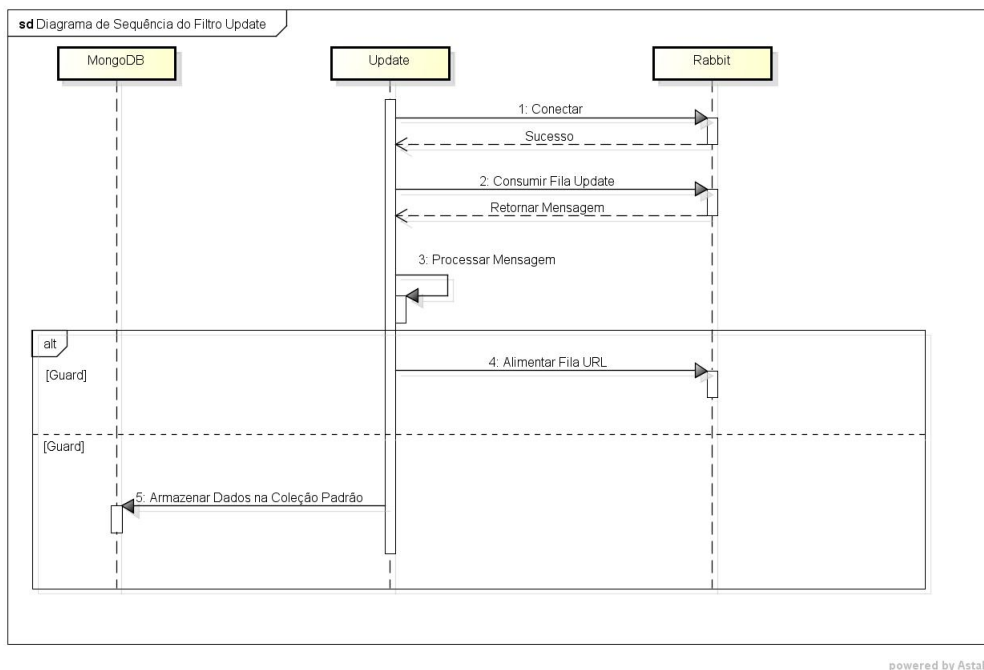 sd Diagrama de Sequência do Filtro Update
MongoDB
Update
Rabbit
1: Conectar
Sucesso
2: Consumir Fila Update
Retornar Mensagem
3: Processar Mensagem
alt
[Guard]
4: Alimentar Fila URL
[Guard]
5: Armazenar Dados na Coleção Padrão
powered by Astah